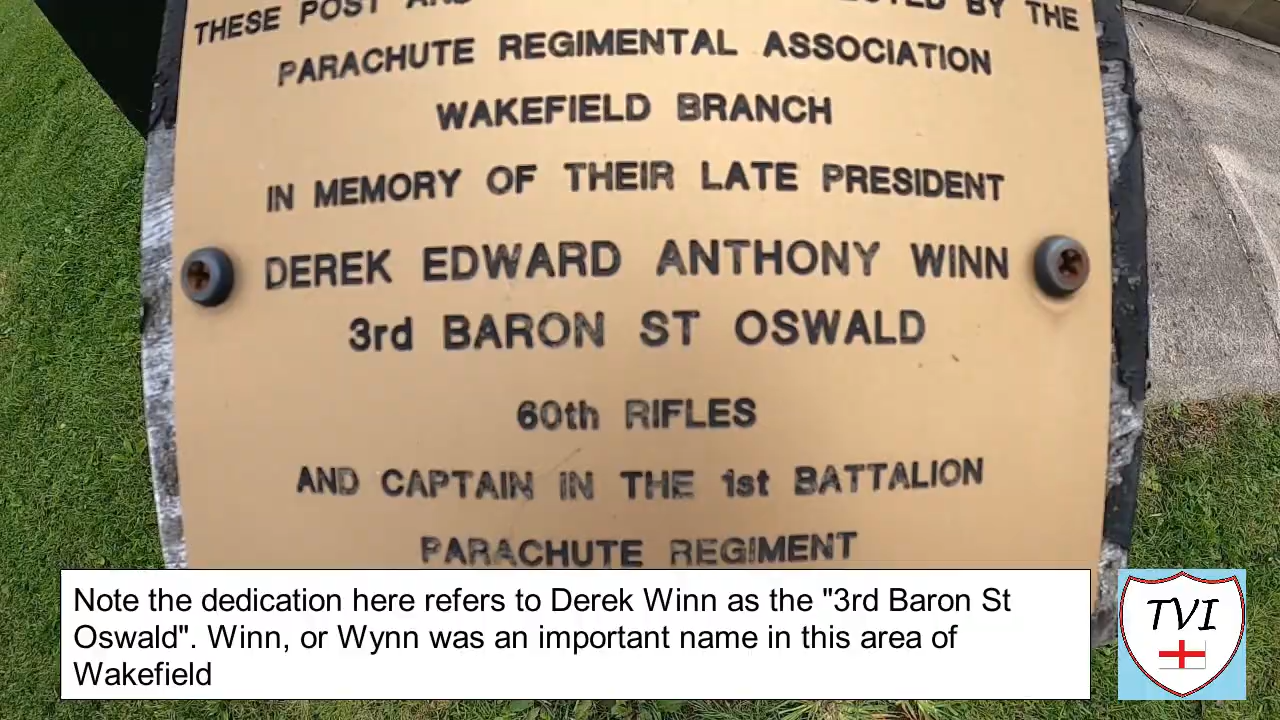 THESE POST AND BY THE
PARACHUTE REGIMENTAL ASSOCIATION
WAKEFIELD BRANCH
IN MEMORY OF THEIR LATE PRESIDENT
DEREK EDWARD ANTHONY WINN
3rd BARON ST OSWALD
60th RIFLES
AND CAPTAIN IN THE 1st BATTALION
PARACHUTE REGIMENT
Note the dedication here refers to Derek Winn as the "3rd Baron St
Oswald". Winn, or Wynn was an important name in this area of
Wakefield
TVI